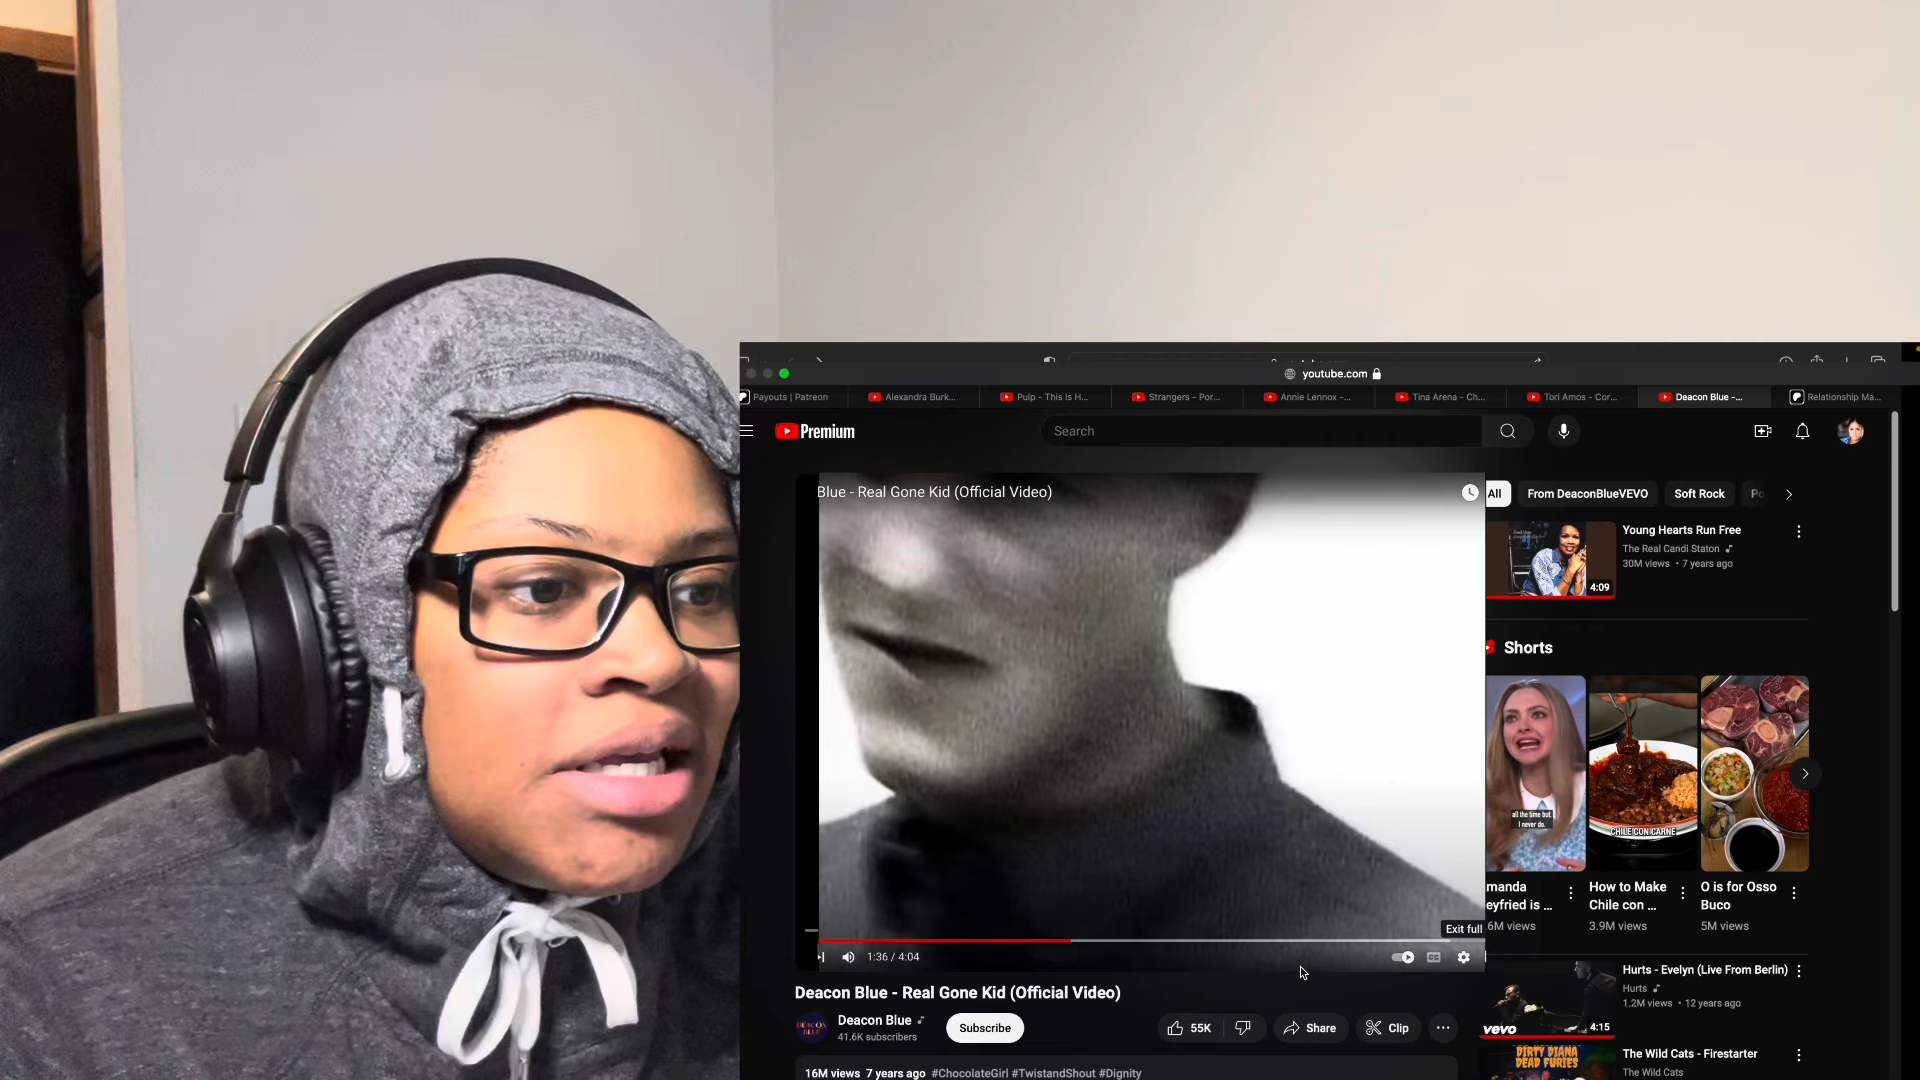 youtube.com
Payouts | Patreon
Alexandra Burk...
Pulp - This Is H...
Strangers - Por...
Annie Lennox -...
Tina Arena - Ch...
Tori Amos - Cor...
Deacon Blue -...
Relationship Ma...
Premium
Search
Blue - Real Gone Kid (Official Video)
All
From DeaconBlueVEVO
Soft Rock
Po
Young Hearts Run Free
The Real Candi Staton
30M views • 7 years ago
4:09
Shorts
all the time but
I never do.
CHILE CON CARNE
manda
eyfried is ...
.6M views
How to Make
Chile con ...
3.9M views
O is for Osso
Buco
5M views
Exit full
1:36 / 4:04
Deacon Blue - Real Gone Kid (Official Video)
DEACON
BLUE
Deacon Blue
41.6K subscribers
Subscribe
55K
Share
Clip
16M views 7 years ago #ChocolateGirl #TwistandShout #Dignity
Hurts - Evelyn (Live From Berlin)
Hurts
1.2M views • 12 years ago
vevo
4:15
DIRTY DIANA
DEAD FURIES
The Wild Cats - Firestarter
The Wild Cats